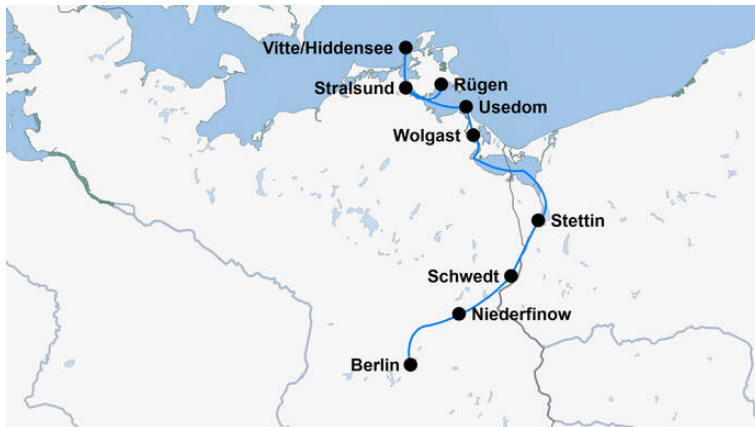 Vitte/Hiddensee
Rügen
Stralsund
Usedom
Wolgast
Stettin
Schwedt
Niederfinow
Berlin